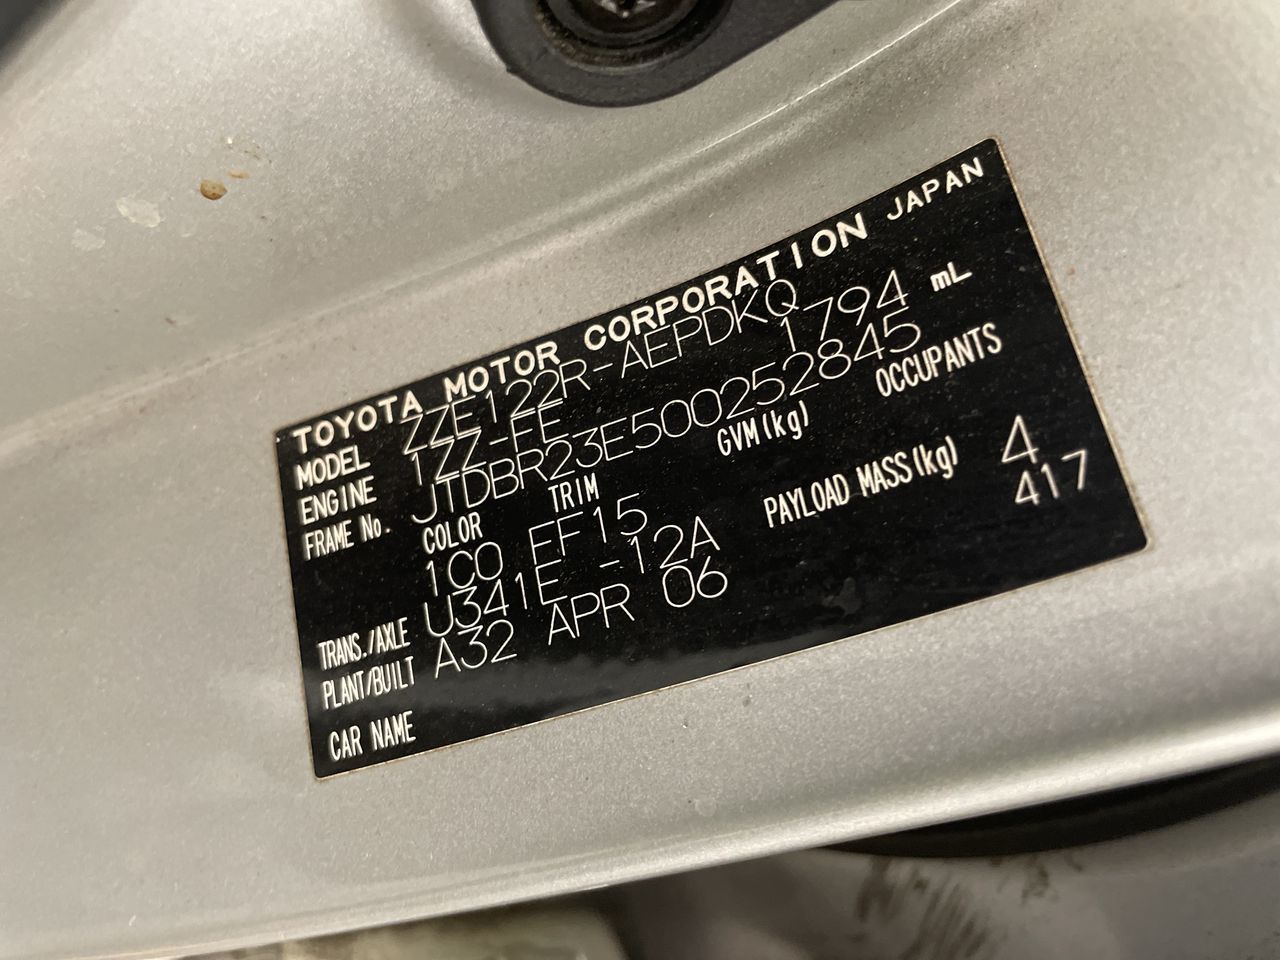 TOYOTA MOTOR CORPORATION JAPAN
MODEL ZZE122R-AEPDKQ
ENGINE 1ZZ-FE 1794 mL
FRAME No. JTDBR23E500252845
COLOR TRIM GVM(kg) OCCUPANTS
1C0 EF15 4
TRANS./AXLE U341E -12A PAYLOAD MASS(kg) 417
PLANT/BUILT A32 APR 06
CAR NAME